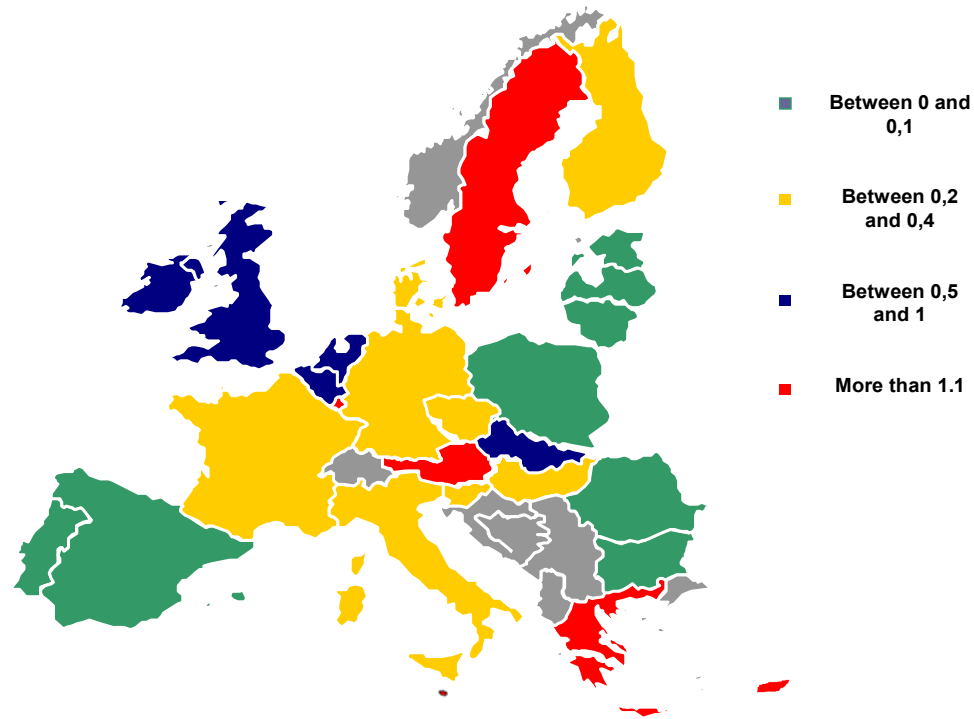 Between 0 and
0,1
Between 0,2
and 0,4
Between 0,5
and 1
More than 1.1